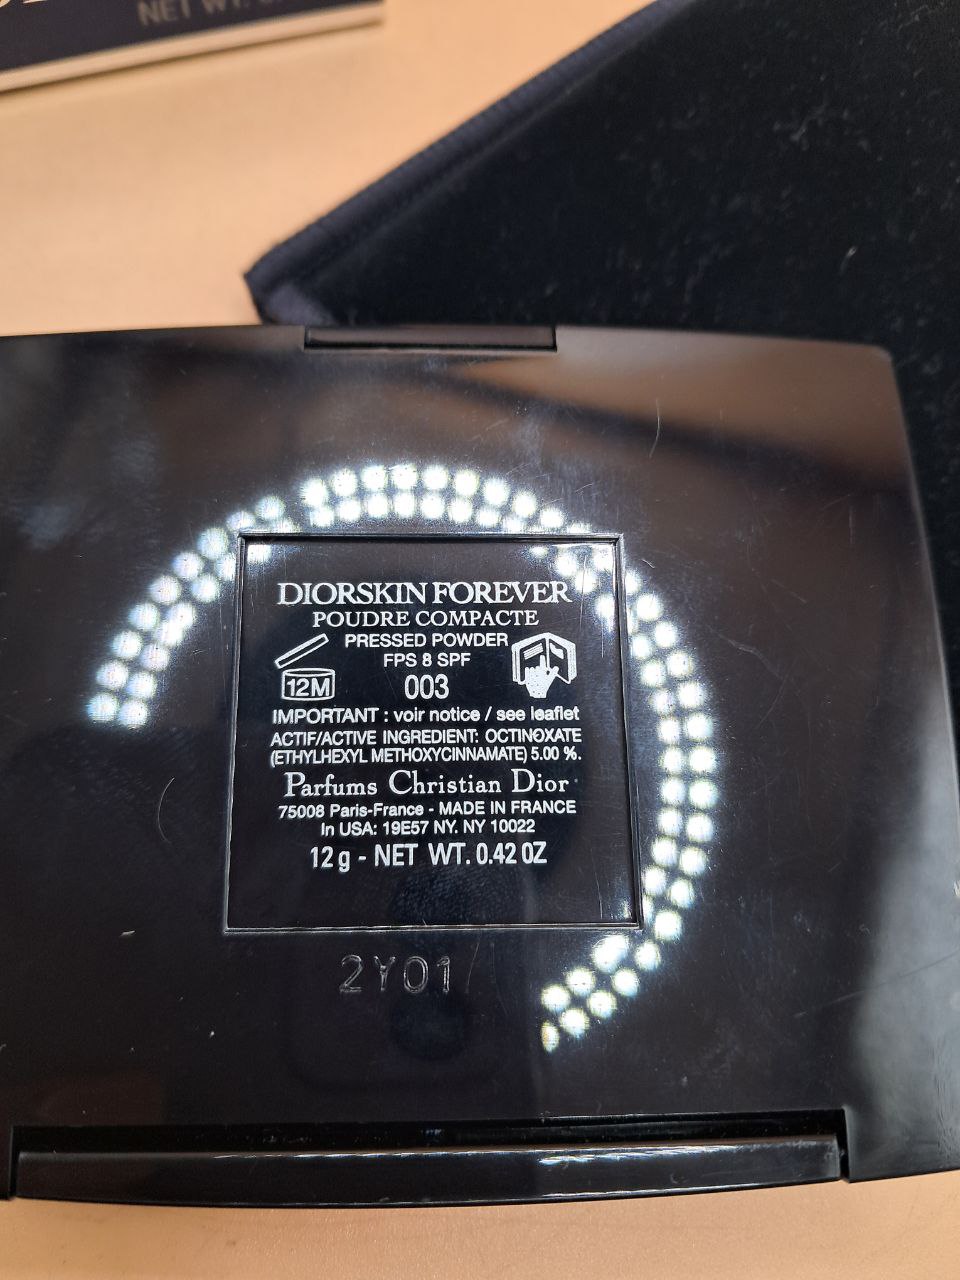 NET WT.
DIORSKIN FOREVER
POUDRE COMPACTE
PRESSED POWDER
FPS 8 SPF
12M
003
IMPORTANT : voir notice / see leaflet
ACTIF/ACTIVE INGREDIENT: OCTINOXATE
(ETHYLHEXYL METHOXYCINNAMATE) 5.00 %.
Parfums Christian Dior
75008 Paris-France - MADE IN FRANCE
In USA: 19E57 NY. NY 10022
12 g - NET WT. 0.42 OZ
2Y01